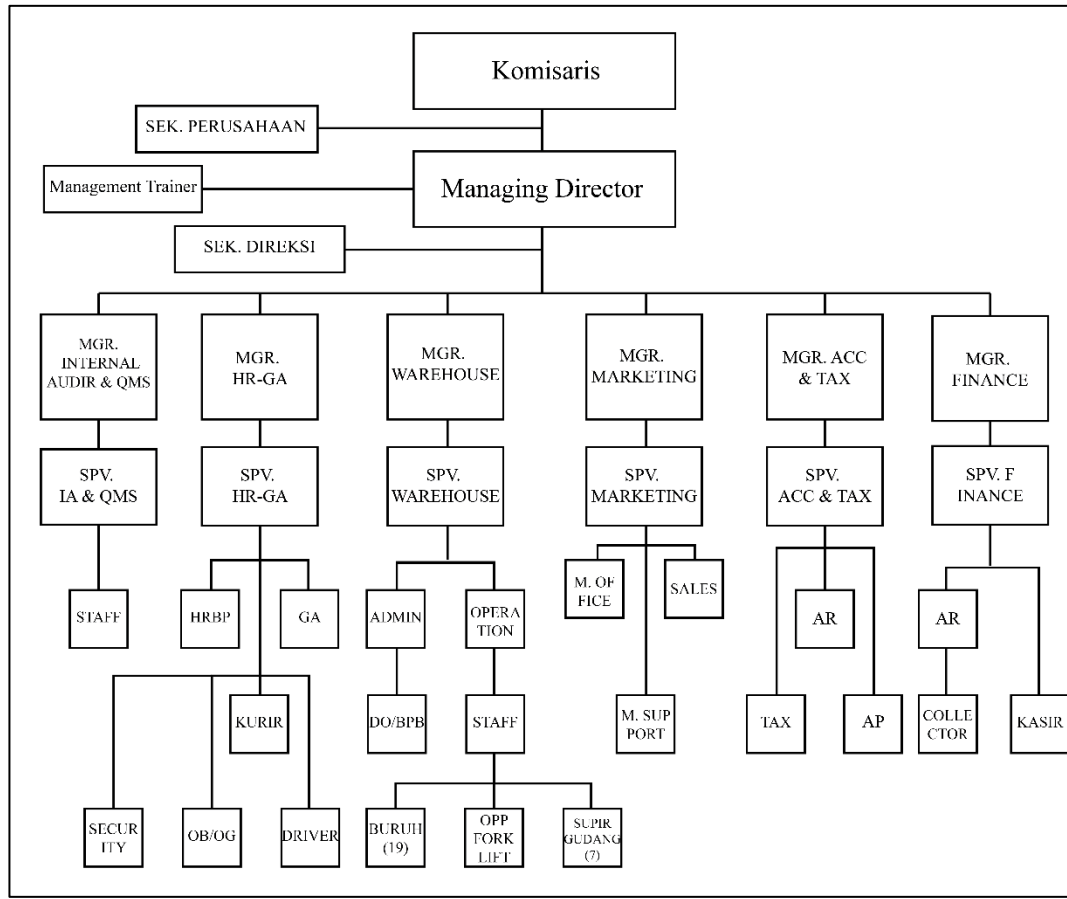 Komisaris
SEK. PERUSAHAAN
Managing Director
Management Trainer
SEK. DIREKSI
MGR.
INTERNAL
AUDIR & QMS
MGR.
HR-GA
MGR.
WAREHOUSE
MGR.
MARKETING
MGR. ACC
& TAX
MGR.
FINANCE
SPV.
IA & QMS
SPV.
HR-GA
SPV.
WAREHOUSE
SPV.
MARKETING
SPV.
ACC & TAX
SPV. F
INANCE
STAFF
HRBP
GA
ADMIN
OPERA
TION
M. OF
FICE
SALES
AR
AR
KURIR
DO/BPB
STAFF
M. SUP
PORT
TAX
AP
COLLE
CTOR
KASIR
SECUR
ITY
OB/OG
DRIVER
BURUH
(19)
OPP
FORK
LIFT
SUPIR
GUDANG
(7)